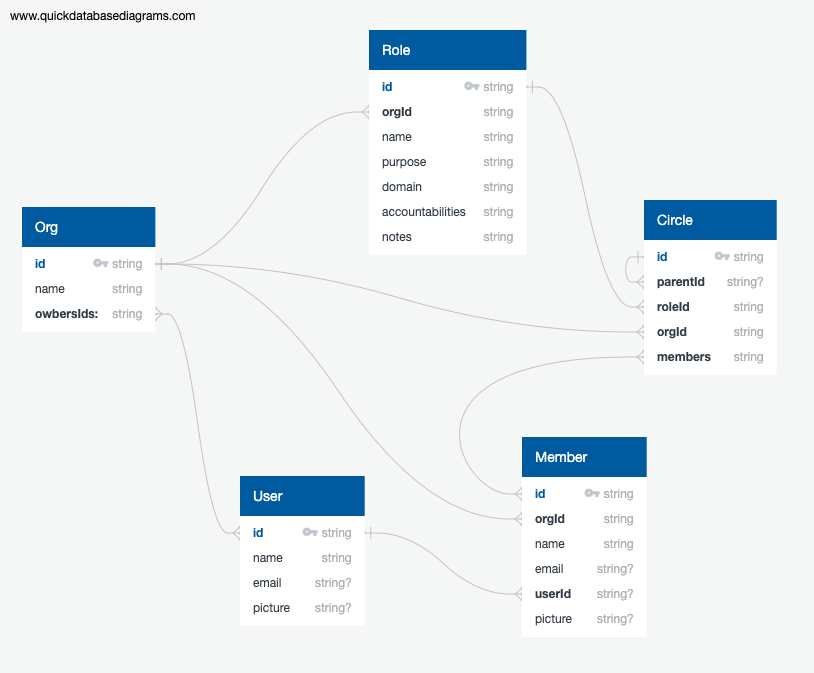 www.quickdatabasediagrams.com
Role
id string
orgId string
name string
purpose string
domain string
accountabilities string
notes string
Org
id string
name string
owbersIds: string
Circle
id string
parentId string?
roleId string
orgId string
members string
User
id string
name string
email string?
picture string?
Member
id string
orgId string
name string
email string?
userId string?
picture string?